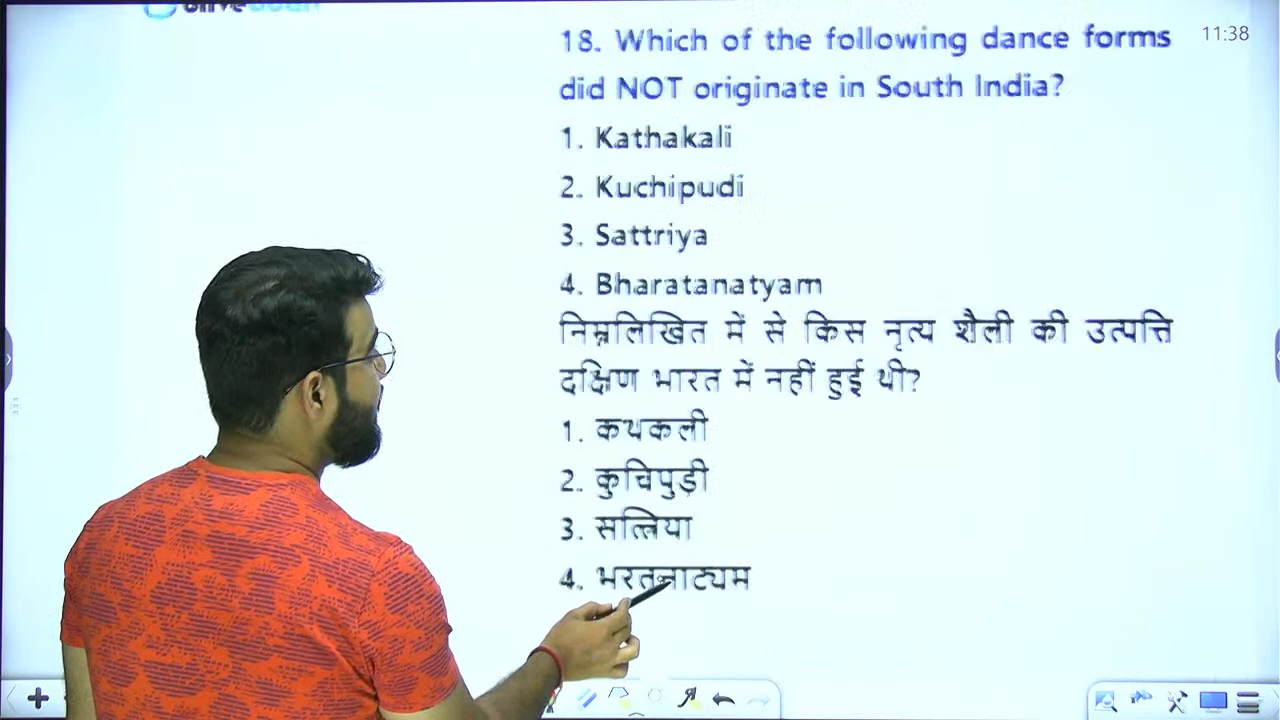 11:38
18. Which of the following dance forms
did NOT originate in South India?
1. Kathakali
2. Kuchipudi
3. Sattriya
4. Bharatanatyam
निम्नलिखित में से किस नृत्य शैली की उत्पत्ति
दक्षिण भारत में नहीं हुई थी?
1. कथकली
2. कुचिपुड़ी
3. सत्त्रिया
4. भरतनाट्यम